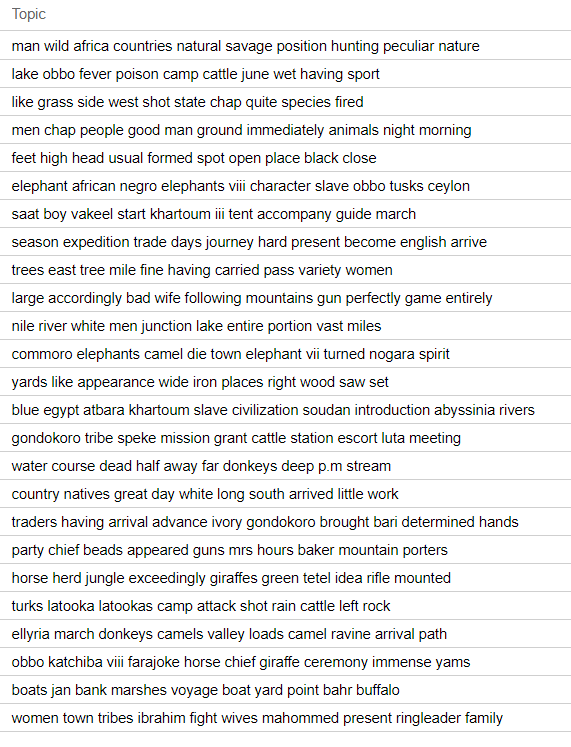 Topic
man wild africa countries natural savage position hunting peculiar nature
lake obbo fever poison camp cattle june wet having sport
like grass side west shot state chap quite species fired
men chap people good man ground immediately animals night morning
feet high head usual formed spot open place black close
elephant african negro elephants viii character slave obbo tusks ceylon
saat boy vakeel start khartoum iii tent accompany guide march
season expedition trade days journey hard present become english arrive
trees east tree mile fine having carried pass variety women
large accordingly bad wife following mountains gun perfectly game entirely
nile river white men junction lake entire portion vast miles
commoro elephants camel die town elephant vii turned nogara spirit
yards like appearance wide iron places right wood saw set
blue egypt atbara khartoum slave civilization soudan introduction abyssinia rivers
gondokoro tribe speke mission grant cattle station escort luta meeting
water course dead half away far donkeys deep p.m stream
country natives great day white long south arrived little work
traders having arrival advance ivory gondokoro brought bari determined hands
party chief beads appeared guns mrs hours baker mountain porters
horse herd jungle exceedingly giraffes green tetel idea rifle mounted
turks latooka latookas camp attack shot rain cattle left rock
ellyria march donkeys camels valley loads camel ravine arrival path
obbo katchiba viii farajoke horse chief giraffe ceremony immense yams
boats jan bank marshes voyage boat yard point bahr buffalo
women town tribes ibrahim fight wives mahommed present ringleader family